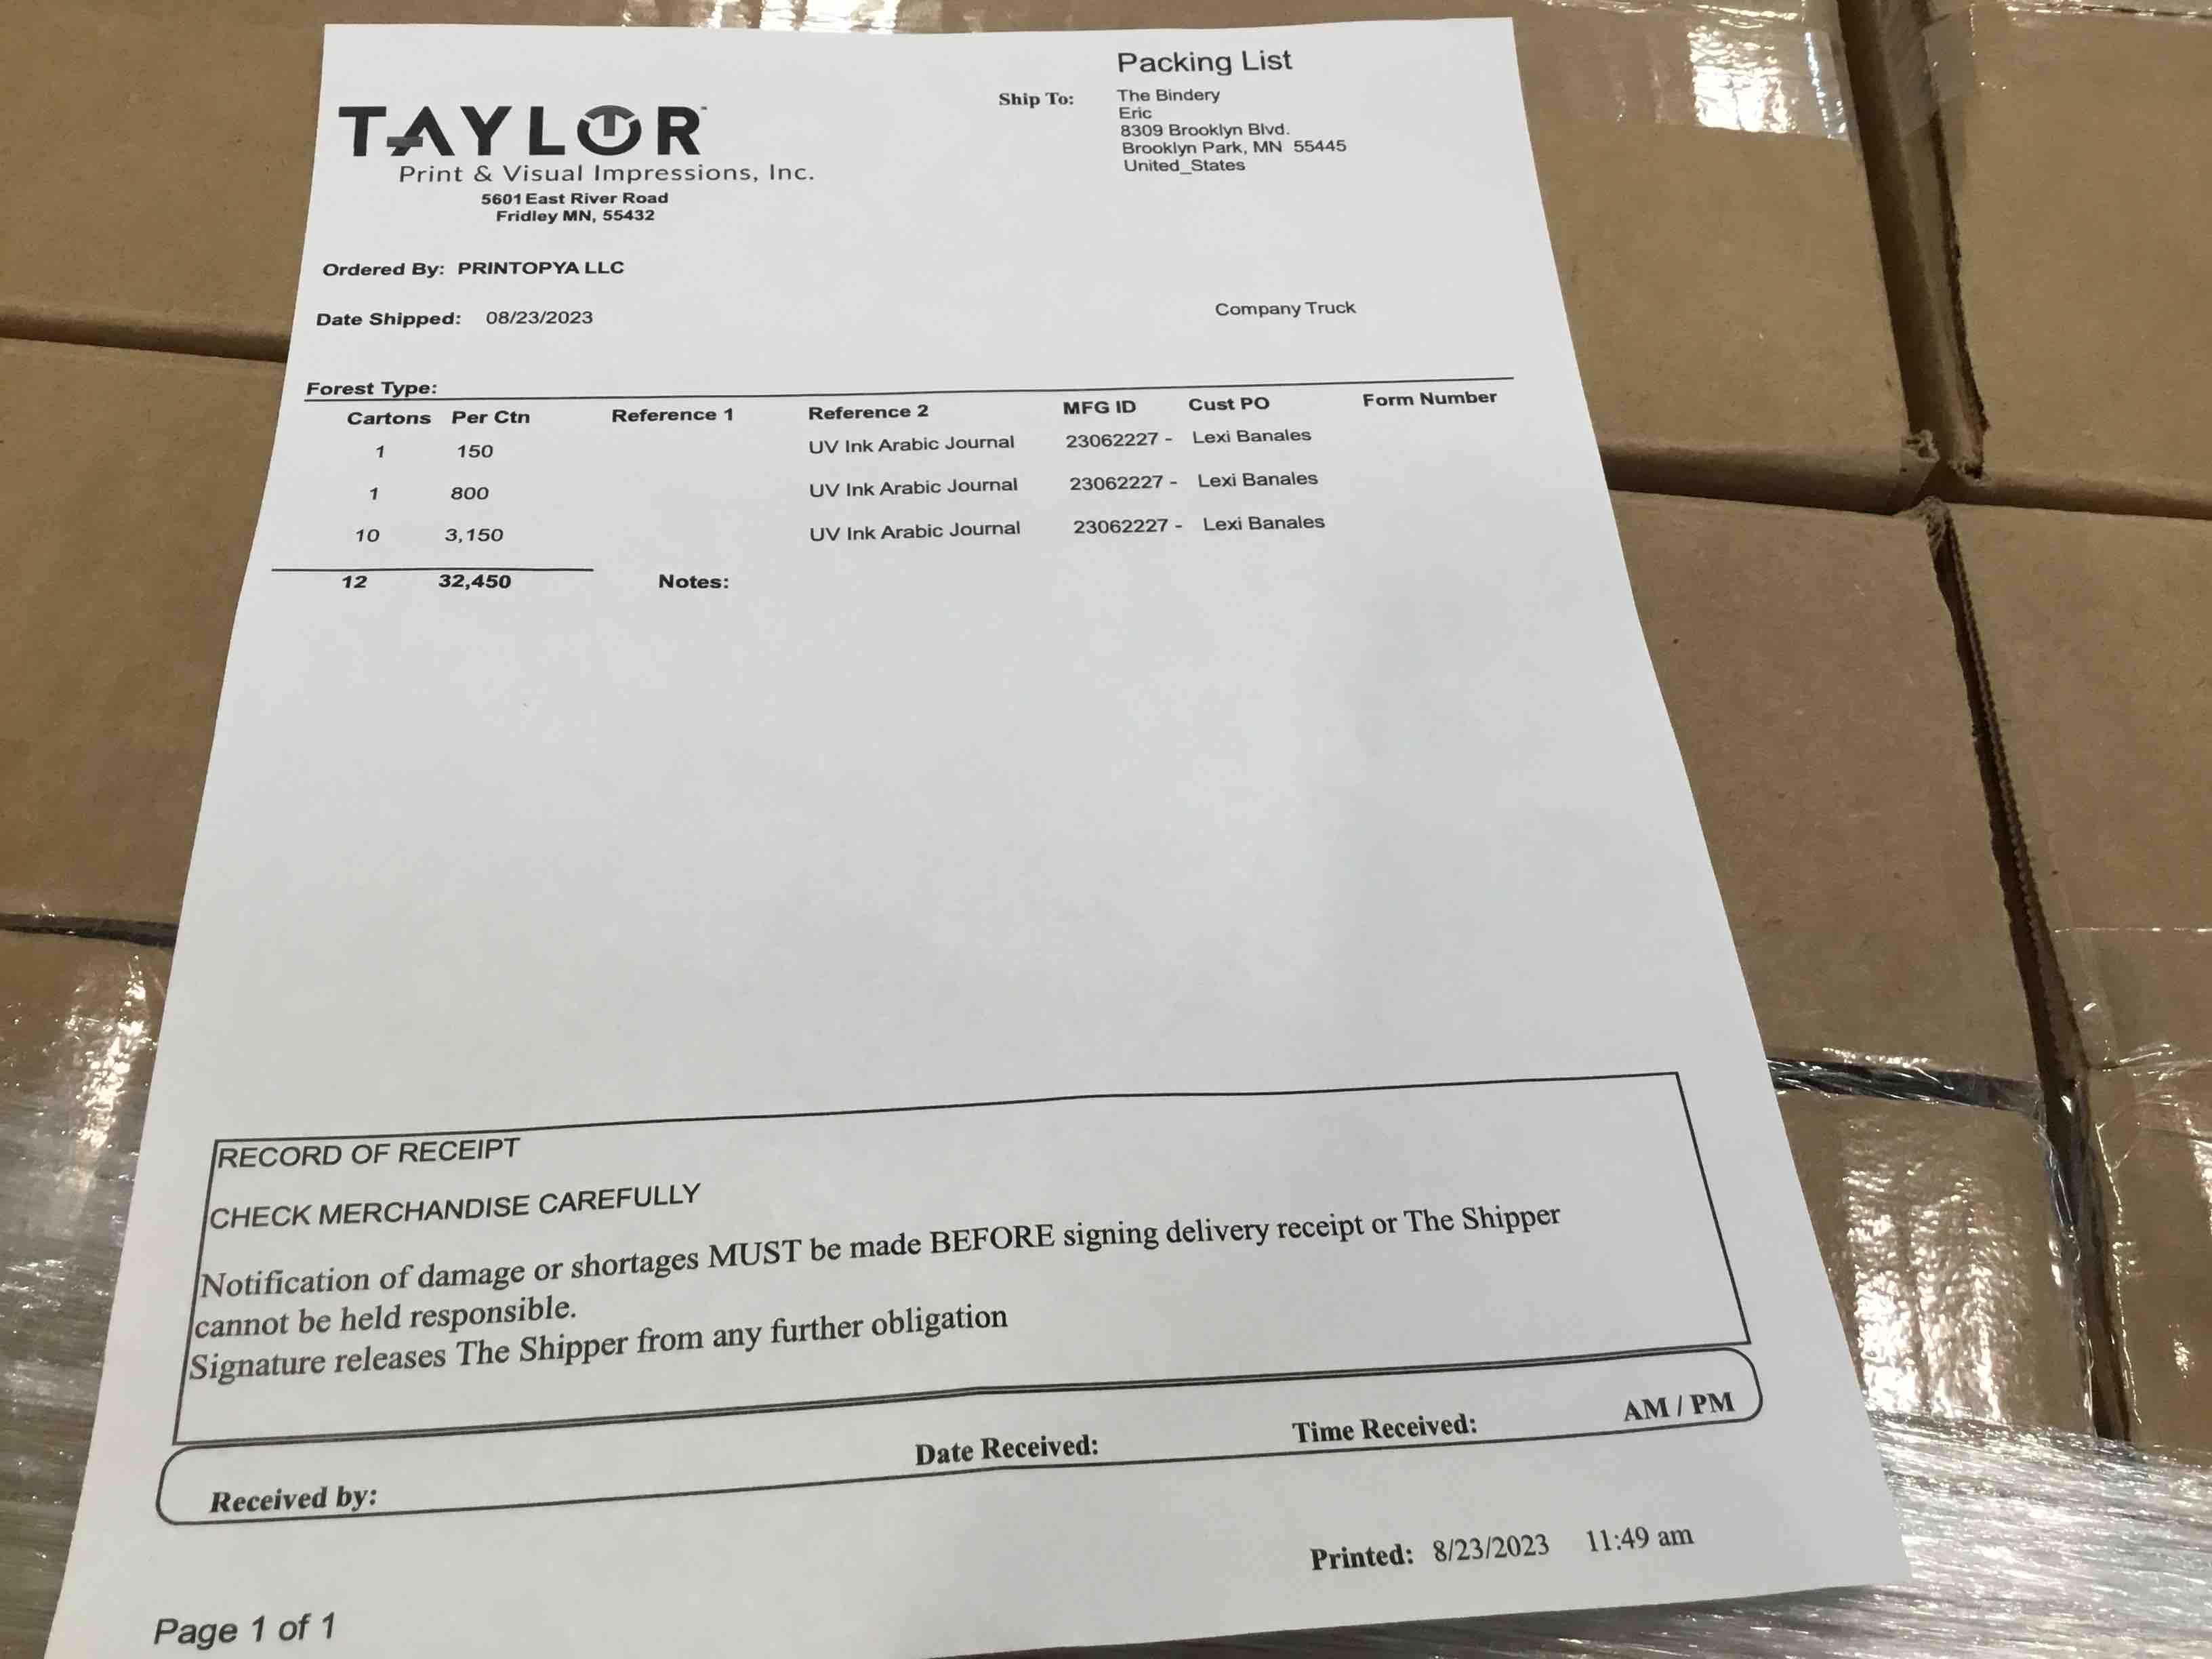 Packing List
TAYLOR™
Print & Visual Impressions, Inc.
5601 East River Road
Fridley MN, 55432
Ship To:
The Bindery
Eric
8309 Brooklyn Blvd.
Brooklyn Park, MN 55445
United_States
Ordered By: PRINTOPYA LLC
Date Shipped: 08/23/2023
Company Truck
Forest Type:
Cartons Per Ctn Reference 1 Reference 2 MFG ID Cust PO Form Number
1 150 UV Ink Arabic Journal 23062227 - Lexi Banales
1 800 UV Ink Arabic Journal 23062227 - Lexi Banales
10 3,150 UV Ink Arabic Journal 23062227 - Lexi Banales
12 32,450 Notes:
RECORD OF RECEIPT
CHECK MERCHANDISE CAREFULLY
Notification of damage or shortages MUST be made BEFORE signing delivery receipt or The Shipper
cannot be held responsible.
Signature releases The Shipper from any further obligation
Received by: Date Received: Time Received: AM / PM
Printed: 8/23/2023 11:49 am
Page 1 of 1